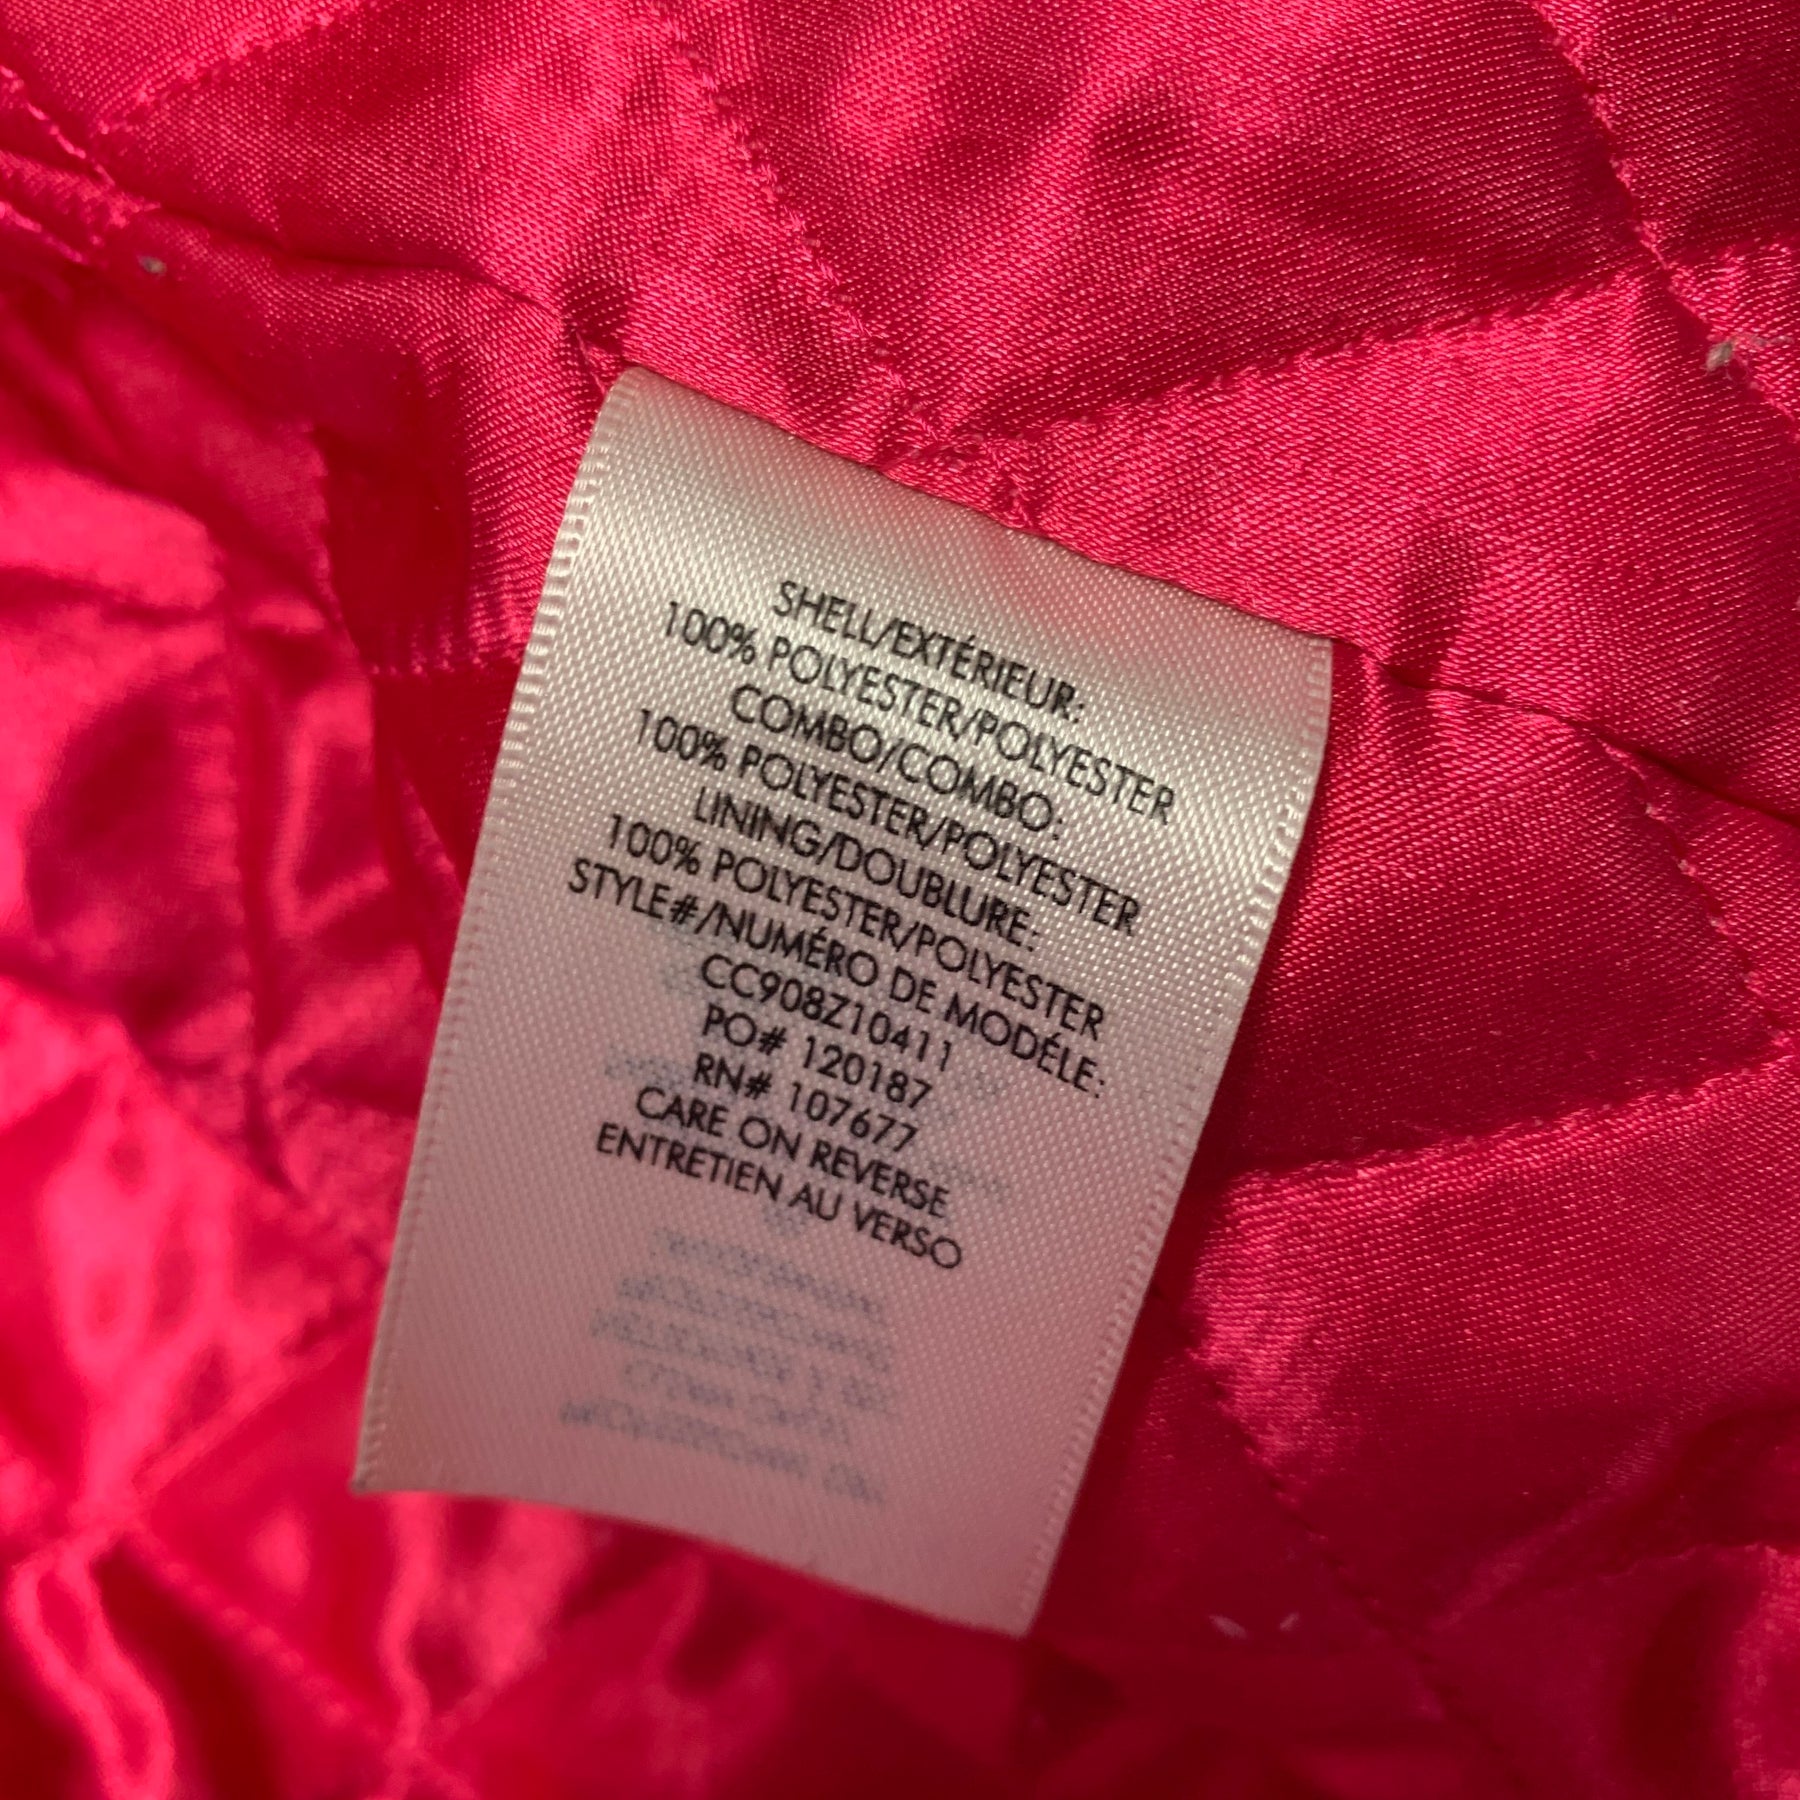 SHELL/EXTÉRIEUR:
100% POLYESTER/POLYESTER
COMBO/COMBO:
100% POLYESTER/POLYESTER
LINING/DOUBLURE:
100% POLYESTER/POLYESTER
STYLE#/NUMÉRO DE MODÉLE:
CC908Z10411
PO# 120187
RN# 107677
CARE ON REVERSE
ENTRETIEN AU VERSO